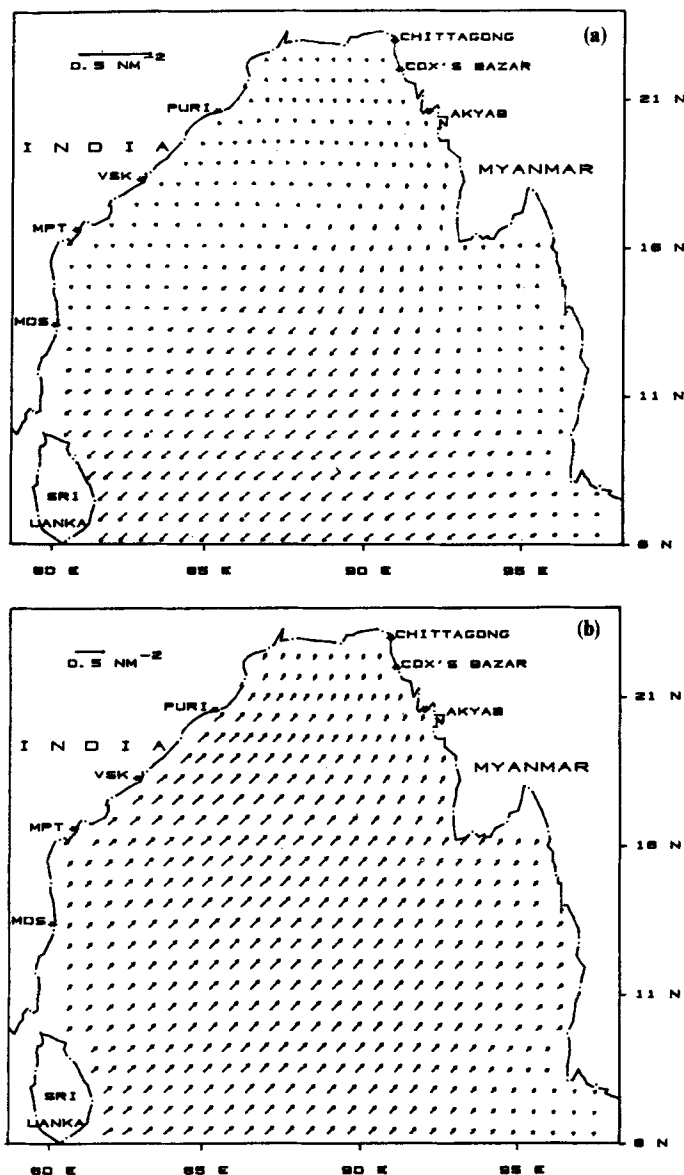 (a)
0.5 NM⁻²
CHITTAGONG
COX'S BAZAR
PURI
AKYAB
21 N
I N D I A
VSK
MYANMAR
MPT
16 N
MDS
11 N
SRI
LANKA
6 N
80 E 85 E 90 E 95 E
(b)
0.5 NM⁻²
CHITTAGONG
COX'S BAZAR
PURI
AKYAB
21 N
I N D I A
VSK
MYANMAR
MPT
16 N
MDS
11 N
SRI
LANKA
6 N
80 E 85 E 90 E 95 E